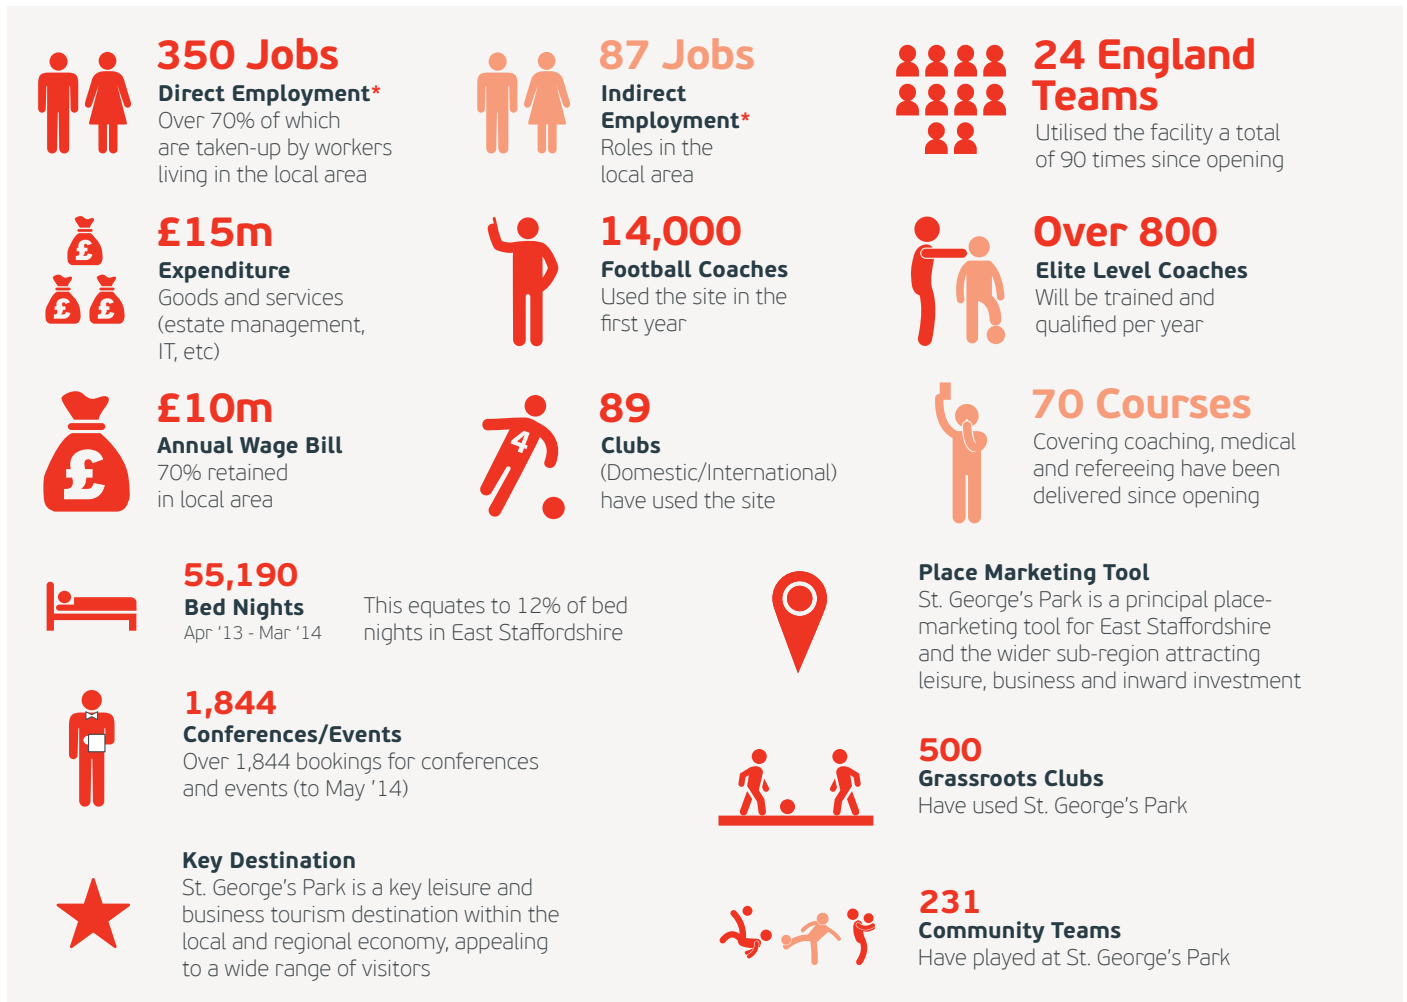 350 Jobs
Direct Employment*
Over 70% of which
are taken-up by workers
living in the local area
87 Jobs
Indirect
Employment*
Roles in the
local area
24 England
Teams
Utilised the facility a total
of 90 times since opening
£
£ £
£15m
Expenditure
Goods and services
(estate management,
IT, etc)
14,000
Football Coaches
Used the site in the
first year
Over 800
Elite Level Coaches
Will be trained and
qualified per year
£
£10m
Annual Wage Bill
70% retained
in local area
4
89
Clubs
(Domestic/International)
have used the site
70 Courses
Covering coaching, medical
and refereeing have been
delivered since opening
55,190
Bed Nights
Apr ‘13 - Mar ‘14
This equates to 12% of bed
nights in East Staffordshire
Place Marketing Tool
St. George’s Park is a principal place-
marketing tool for East Staffordshire
and the wider sub-region attracting
leisure, business and inward investment
1,844
Conferences/Events
Over 1,844 bookings for conferences
and events (to May ’14)
500
Grassroots Clubs
Have used St. George’s Park
Key Destination
St. George’s Park is a key leisure and
business tourism destination within the
local and regional economy, appealing
to a wide range of visitors
231
Community Teams
Have played at St. George’s Park